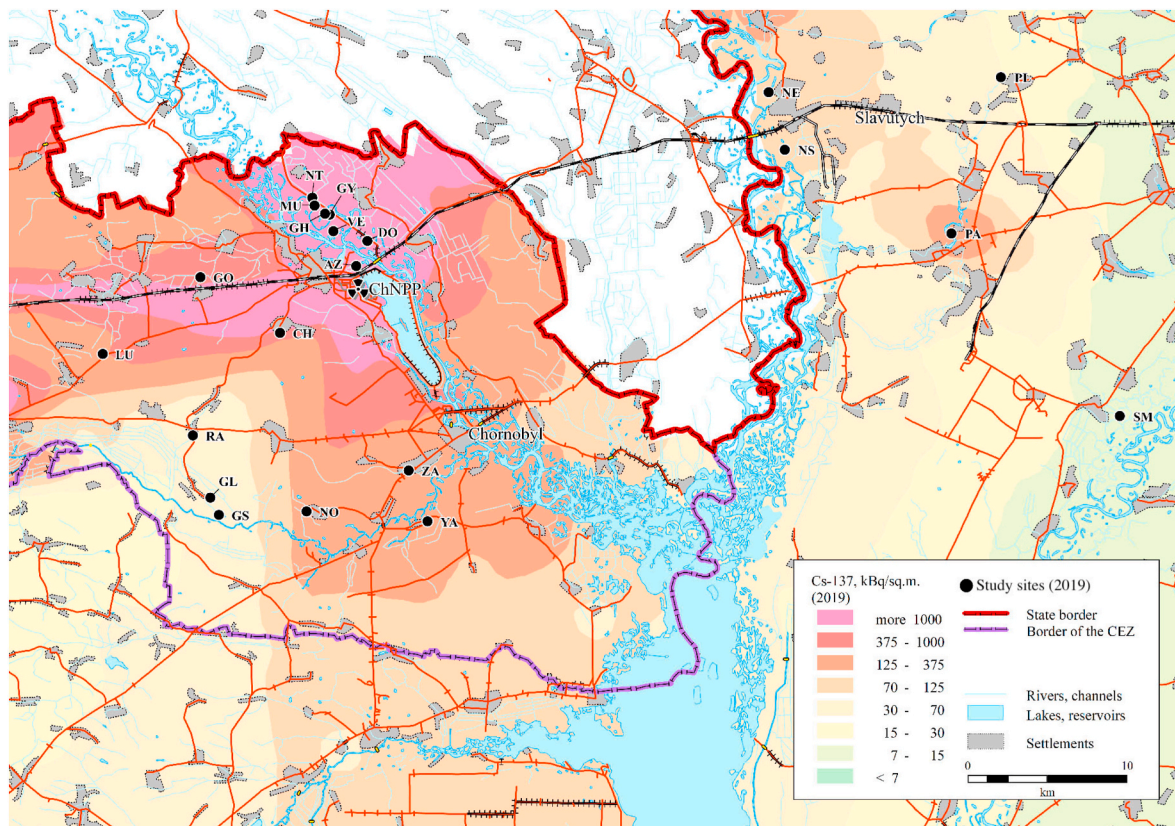 PL
NE
Slavutych
NS
NT
GY
MU
VE
GH
DO
PA
AZ
GO
ChNPP
CH
LU
SM
RA
Chornobyl
ZA
GL
GS
NO
YA
Cs-137, kBq/sq.m.
(2019)
more 1000
375 - 1000
125 - 375
70 - 125
30 - 70
15 - 30
7 - 15
< 7
Study sites (2019)
State border
Border of the CEZ
Rivers, channels
Lakes, reservoirs
Settlements
0 10
km